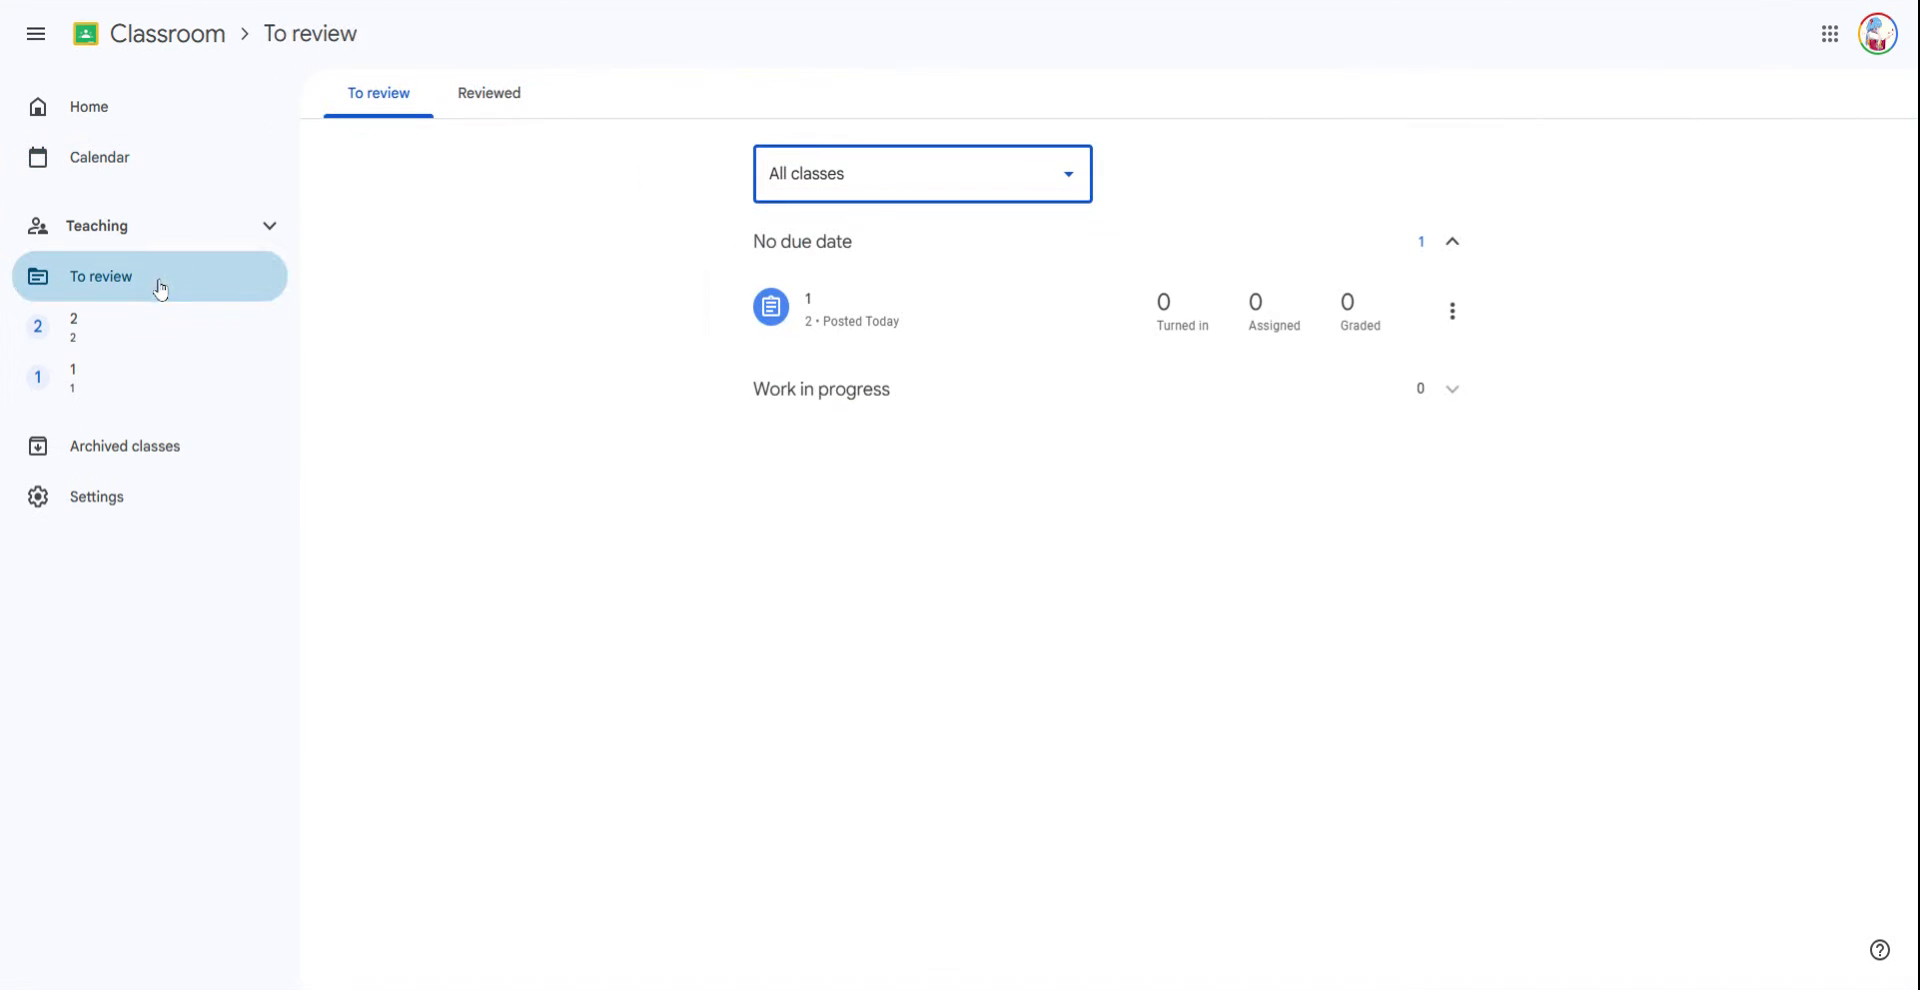 Classroom > To review
Home
Calendar
Teaching
To review
2
2
2
1
1
1
Archived classes
Settings
To review
Reviewed
All classes
No due date
1
1
2 • Posted Today
0
Turned in
0
Assigned
0
Graded
Work in progress
0